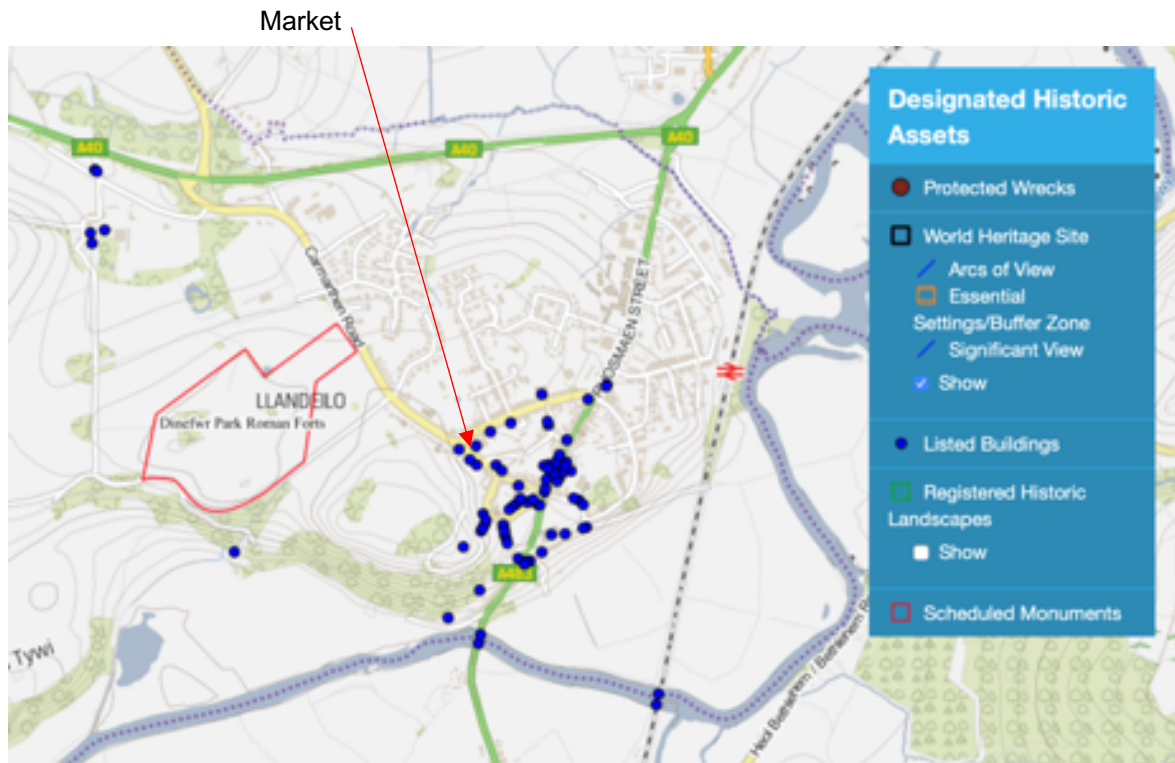 Market
A40
A40
A40
Carmarthen Road
RHOSMAEN STREET
LLANDEILO
Dinefwr Park Roman Forts
A483
Tywi
Heol Bethlehem / Bethlehem
Designated Historic
Assets
Protected Wrecks
World Heritage Site
Arcs of View
Essential
Settings/Buffer Zone
Significant View
Show
Listed Buildings
Registered Historic
Landscapes
Show
Scheduled Monuments